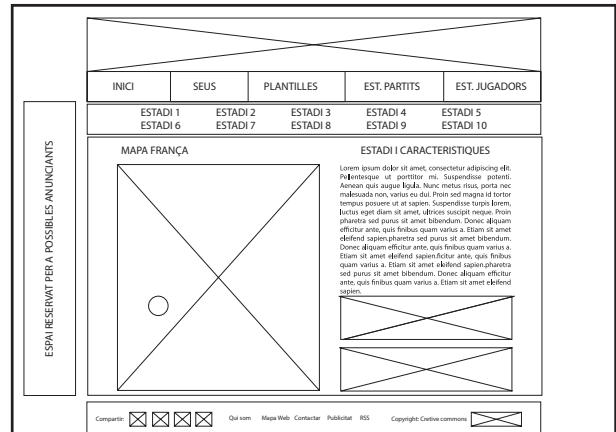 INICI SEUS PLANTILLES EST. PARTITS EST. JUGADORS
ESTADI 1 ESTADI 2 ESTADI 3 ESTADI 4 ESTADI 5
ESTADI 6 ESTADI 7 ESTADI 8 ESTADI 9 ESTADI 10
ESPAI RESERVAT PER A POSSIBLES ANUNCIANTS
MAPA FRANÇA
ESTADI I CARACTERISTIQUES
Lorem ipsum dolor sit amet, consectetur adipiscing elit.
Pellentesque ut porttitor mi. Suspendisse potenti.
Aenean quis augue ligula. Nunc metus risus, porta nec
malesuada non, varius eu dui. Proin sed magna id tortor
tempus posuere ut at sapien. Suspendisse turpis lorem,
luctus eget diam sit amet, ultrices suscipit neque. Proin
pharetra sed purus sit amet bibendum. Donec aliquam
efficitur ante, quis finibus quam varius a. Etiam sit amet
eleifend sapien.pharetra sed purus sit amet bibendum.
Donec aliquam efficitur ante, quis finibus quam varius a.
Etiam sit amet eleifend sapien.ficitur ante, quis finibus
quam varius a. Etiam sit amet eleifend sapien.pharetra
sed purus sit amet bibendum. Donec aliquam efficitur
ante, quis finibus quam varius a. Etiam sit amet eleifend
sapien.
Compartir: Qui som Mapa Web Contactar Publicitat RSS Copyright: Cretive commons